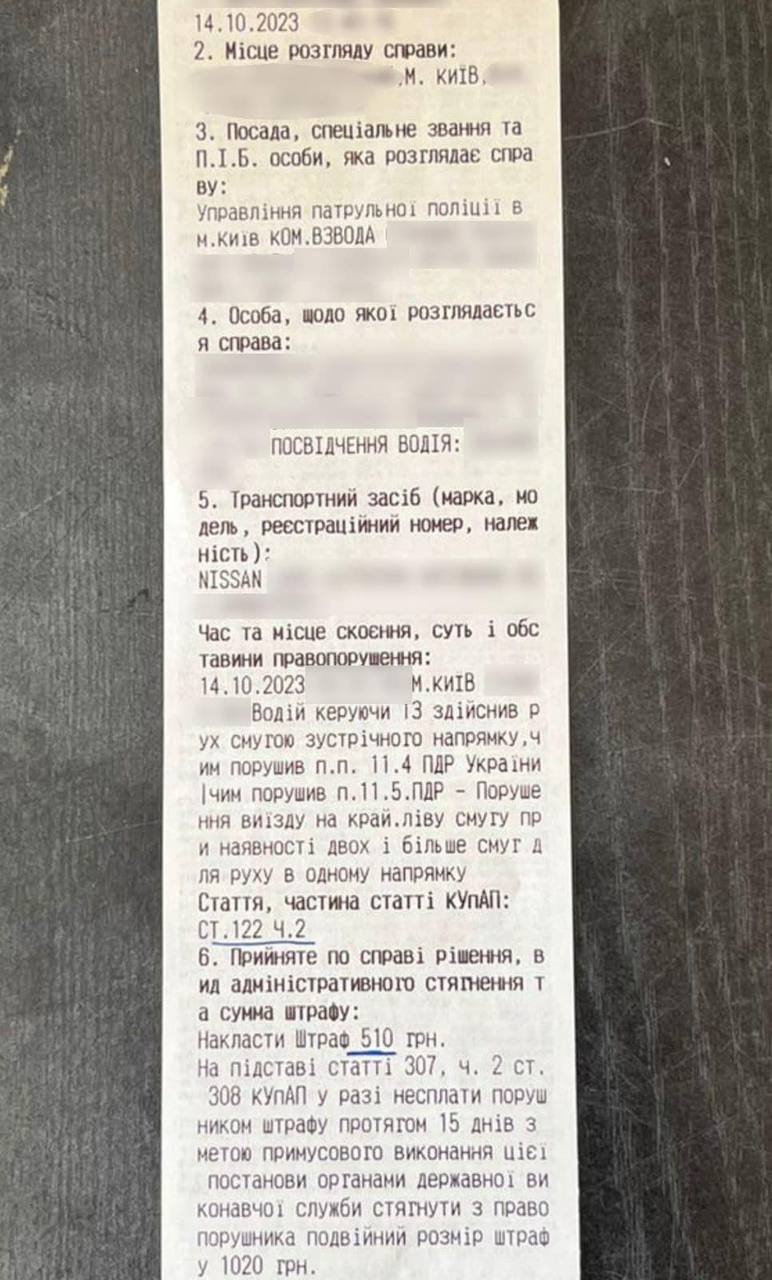 14.10.2023
2. Місце розгляду справи:
,М. КИЇВ,
3. Посада, спеціальне звання та
П.І.Б. особи, яка розглядає спра
ву:
Управління патрульної поліції в
м.Київ КОМ.ВЗВОДА
4. Особа, щодо якої розглядаєтьс
я справа:
ПОСВІДЧЕННЯ ВОДІЯ:
5. Транспортний засіб (марка, мо
дель, реєстраційний номер, належ
ність):
NISSAN
Час та місце скоєння, суть і обс
тавини правопорушення:
14.10.2023 М.КИЇВ
Водій керуючи ТЗ здійснив р
ух смугою зустрічного напрямку,ч
им порушив п.п. 11.4 ПДР України
|чим порушив п.11.5.ПДР - Поруше
ння виїзду на край.ліву смугу пр
и наявності двох і більше смуг д
ля руху в одному напрямку
Стаття, частина статті КУпАП:
СТ.122 Ч.2
6. Прийняте по справі рішення, в
ид адміністративного стягнення т
а сумма штрафу:
Накласти Штраф 510 грн.
На підставі статті 307, ч. 2 ст.
308 КУпАП у разі несплати поруш
ником штрафу протягом 15 днів з
метою примусового виконання цієї
постанови органами державної ви
конавчої служби стягнути з право
порушника подвійний розмір штраф
у 1020 грн.